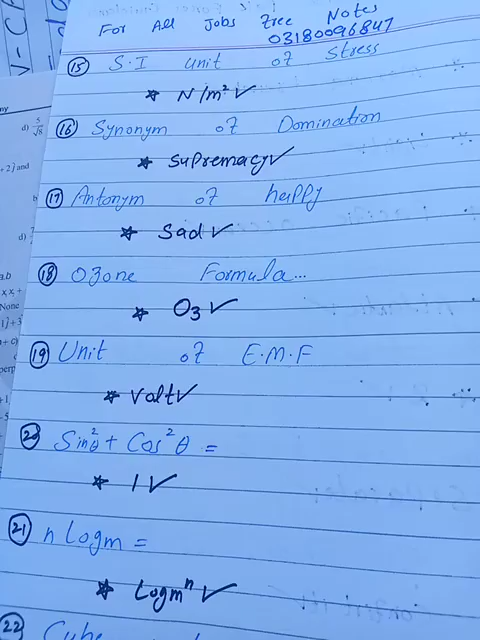 For All Jobs Free Notes
03180096847
15 S.I Unit of Stress
* N/m² ✓
16 Synonym of Domination
* Supremacy ✓
17 Antonym of happy
* Sad ✓
18 Ozone Formula...
* O3 ✓
19 Unit of E.M.F
* Volt ✓
20 Sin²θ + Cos²θ =
* 1 ✓
21 n Logm =
* Logmⁿ ✓
22 Cube